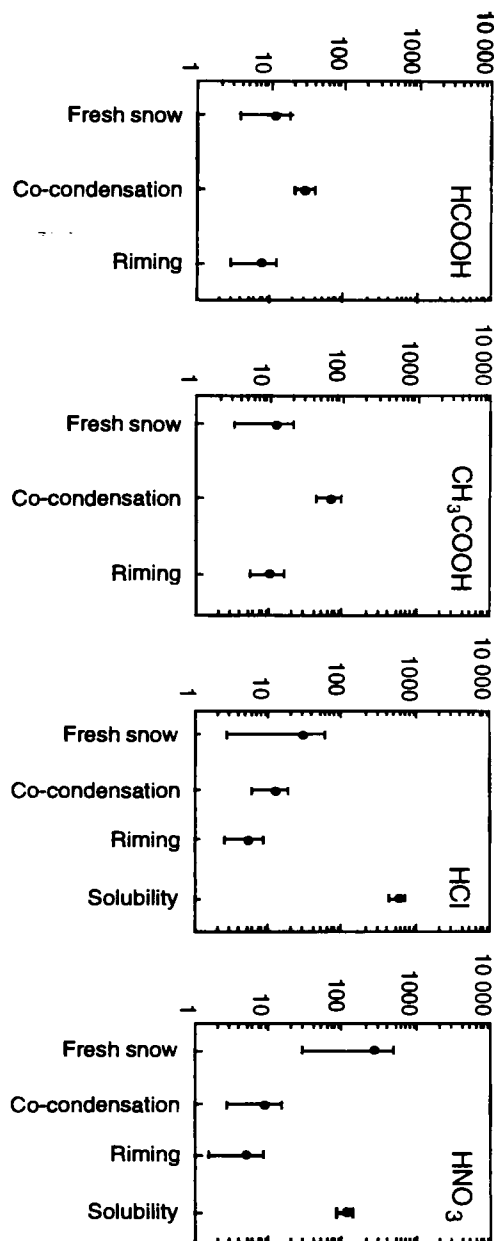 10 000
1000
100
10
1
HCOOH
Fresh snow
Co-condensation
Riming
10 000
1000
100
10
1
CH₃COOH
Fresh snow
Co-condensation
Riming
10 000
1000
100
10
1
HCl
Fresh snow
Co-condensation
Riming
Solubility
10 000
1000
100
10
1
HNO₃
Fresh snow
Co-condensation
Riming
Solubility